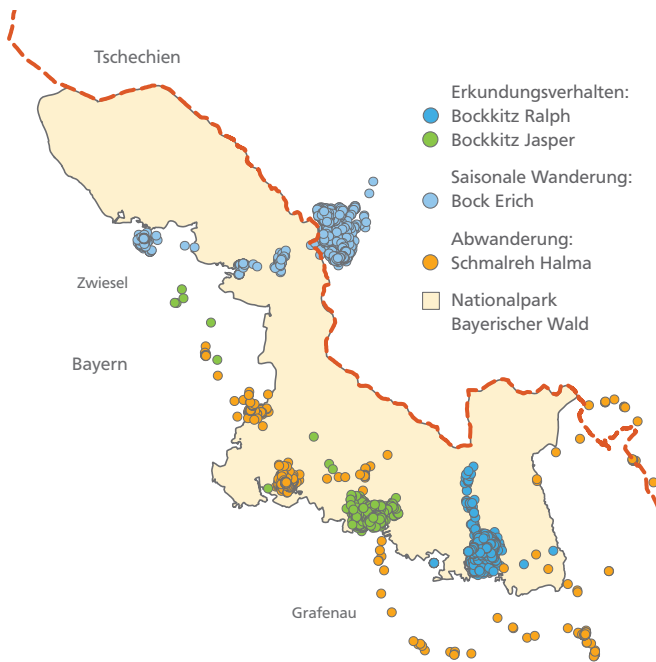 Tschechien
Erkundungsverhalten:
Bockkitz Ralph
Bockkitz Jasper
Saisonale Wanderung:
Bock Erich
Abwanderung:
Schmalreh Halma
Nationalpark
Bayerischer Wald
Zwiesel
Bayern
Grafenau